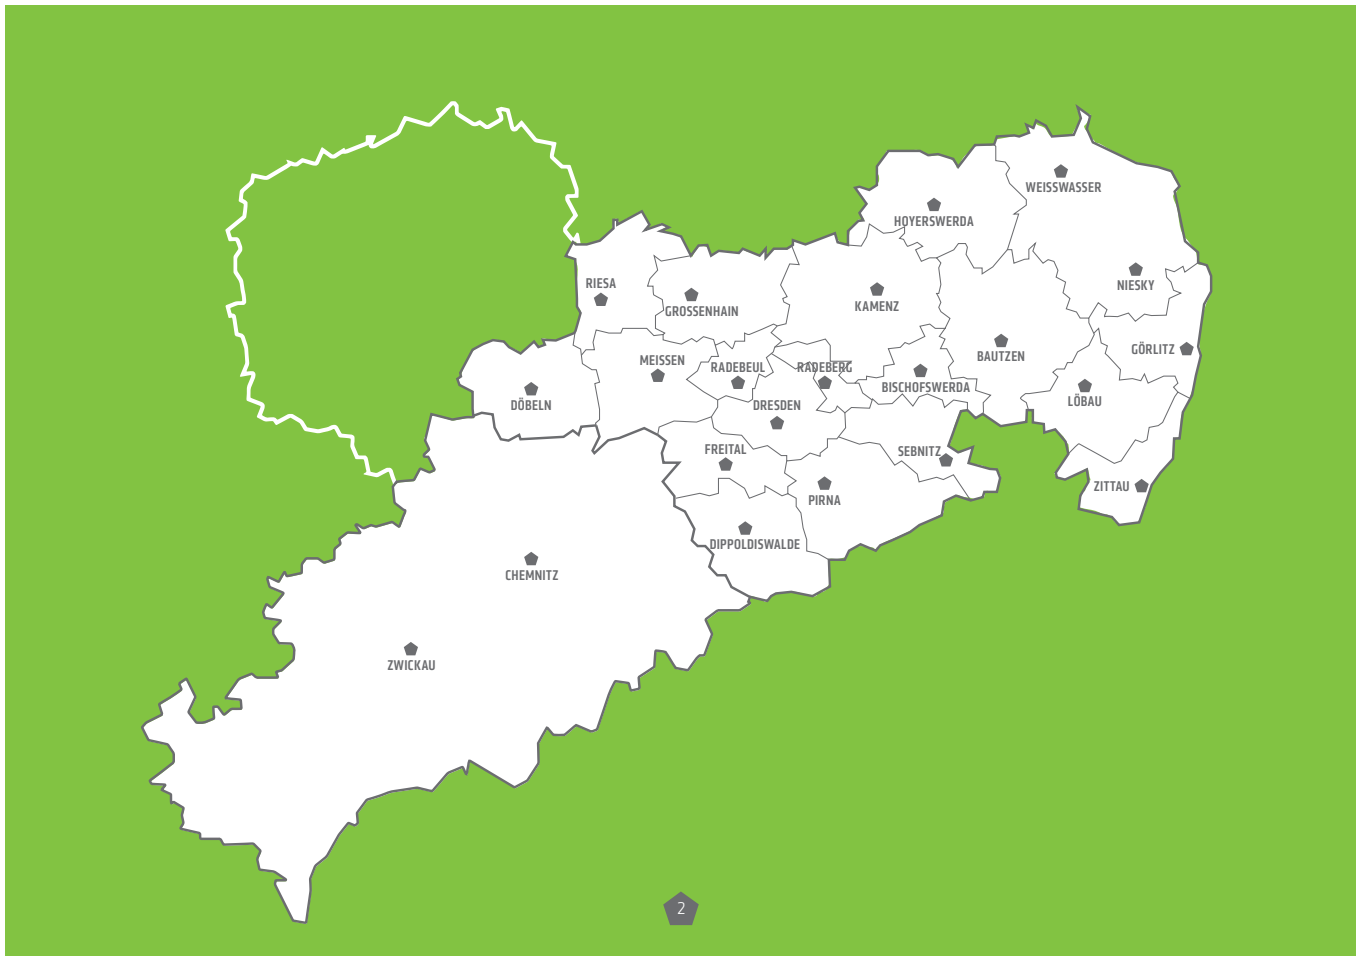 WEISSWASSER
HOYERSWERDA
NIESKY
RIESA
KAMENZ
GROSSENHAIN
GÖRLITZ
BAUTZEN
MEISSEN
RADEBEUL
RADEBERG
BISCHOFSWERDA
LÖBAU
DÖBELN
DRESDEN
FREITAL
SEBNITZ
ZITTAU
PIRNA
DIPPOLDISWALDE
CHEMNITZ
ZWICKAU
2